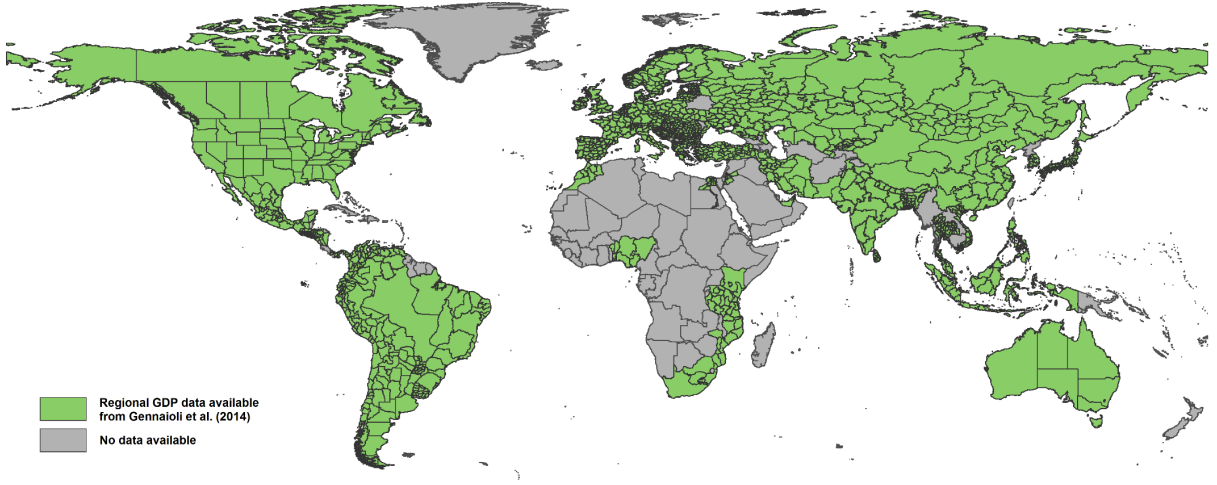 Regional GDP data available
from Gennaioli et al. (2014)
No data available